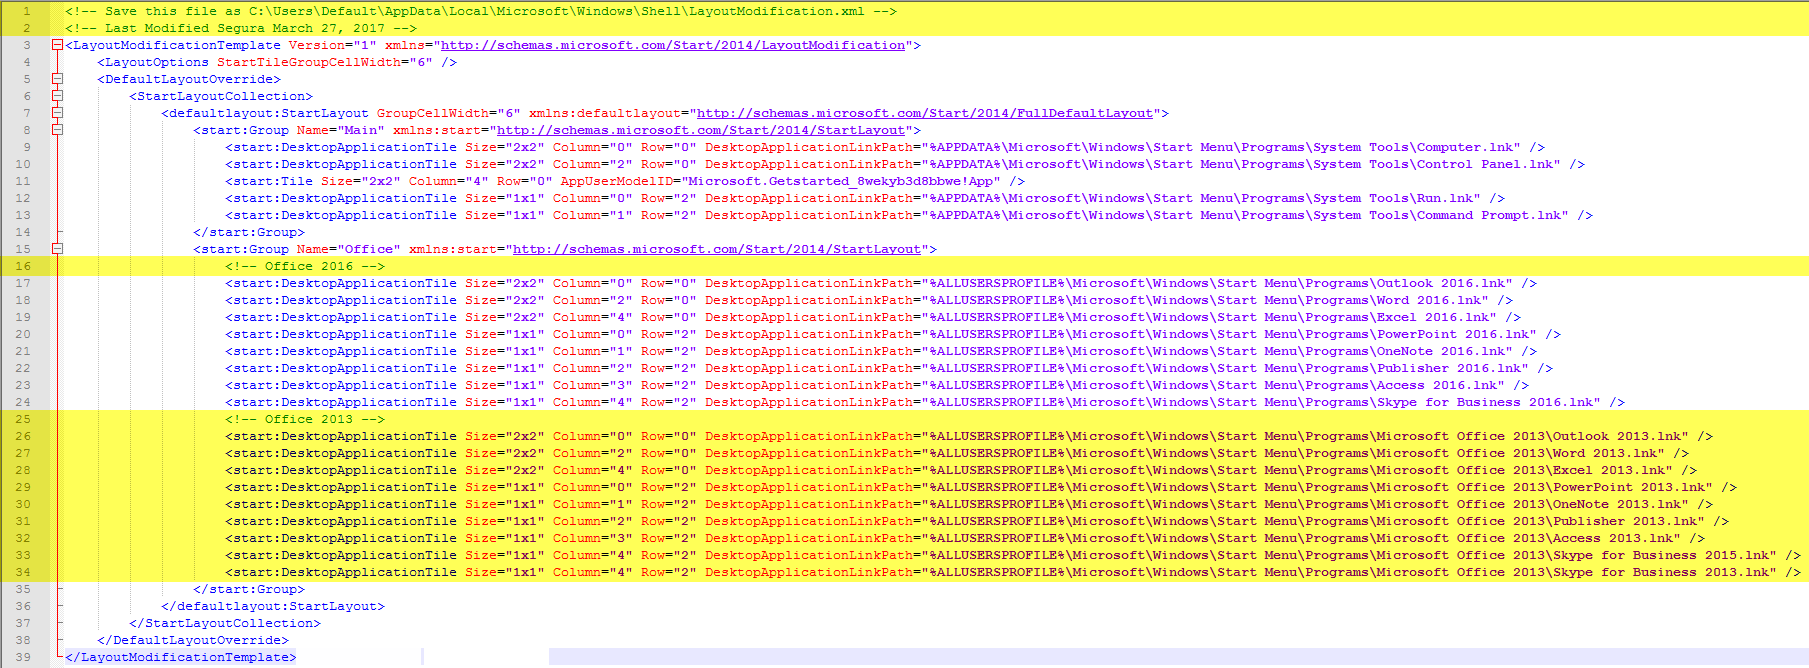 1 <!-- Save this file as C:\Users\Default\AppData\Local\Microsoft\Windows\Shell\LayoutModification.xml -->
2 <!-- Last Modified Segura March 27, 2017 -->
3 <LayoutModificationTemplate Version="1" xmlns="http://schemas.microsoft.com/Start/2014/LayoutModification">
4 <LayoutOptions StartTileGroupCellWidth="6" />
5 <DefaultLayoutOverride>
6 <StartLayoutCollection>
7 <defaultlayout:StartLayout GroupCellWidth="6" xmlns:defaultlayout="http://schemas.microsoft.com/Start/2014/FullDefaultLayout">
8 <start:Group Name="Main" xmlns:start="http://schemas.microsoft.com/Start/2014/StartLayout">
9 <start:DesktopApplicationTile Size="2x2" Column="0" Row="0" DesktopApplicationLinkPath="%APPDATA%\Microsoft\Windows\Start Menu\Programs\System Tools\Computer.lnk" />
10 <start:DesktopApplicationTile Size="2x2" Column="2" Row="0" DesktopApplicationLinkPath="%APPDATA%\Microsoft\Windows\Start Menu\Programs\System Tools\Control Panel.lnk" />
11 <start:Tile Size="2x2" Column="4" Row="0" AppUserModelID="Microsoft.Getstarted_8wekyb3d8bbwe!App" />
12 <start:DesktopApplicationTile Size="1x1" Column="0" Row="2" DesktopApplicationLinkPath="%APPDATA%\Microsoft\Windows\Start Menu\Programs\System Tools\Run.lnk" />
13 <start:DesktopApplicationTile Size="1x1" Column="1" Row="2" DesktopApplicationLinkPath="%APPDATA%\Microsoft\Windows\Start Menu\Programs\System Tools\Command Prompt.lnk" />
14 </start:Group>
15 <start:Group Name="Office" xmlns:start="http://schemas.microsoft.com/Start/2014/StartLayout">
16 <!-- Office 2016 -->
17 <start:DesktopApplicationTile Size="2x2" Column="0" Row="0" DesktopApplicationLinkPath="%ALLUSERSPROFILE%\Microsoft\Windows\Start Menu\Programs\Outlook 2016.lnk" />
18 <start:DesktopApplicationTile Size="2x2" Column="2" Row="0" DesktopApplicationLinkPath="%ALLUSERSPROFILE%\Microsoft\Windows\Start Menu\Programs\Word 2016.lnk" />
19 <start:DesktopApplicationTile Size="2x2" Column="4" Row="0" DesktopApplicationLinkPath="%ALLUSERSPROFILE%\Microsoft\Windows\Start Menu\Programs\Excel 2016.lnk" />
20 <start:DesktopApplicationTile Size="1x1" Column="0" Row="2" DesktopApplicationLinkPath="%ALLUSERSPROFILE%\Microsoft\Windows\Start Menu\Programs\PowerPoint 2016.lnk" />
21 <start:DesktopApplicationTile Size="1x1" Column="1" Row="2" DesktopApplicationLinkPath="%ALLUSERSPROFILE%\Microsoft\Windows\Start Menu\Programs\OneNote 2016.lnk" />
22 <start:DesktopApplicationTile Size="1x1" Column="2" Row="2" DesktopApplicationLinkPath="%ALLUSERSPROFILE%\Microsoft\Windows\Start Menu\Programs\Publisher 2016.lnk" />
23 <start:DesktopApplicationTile Size="1x1" Column="3" Row="2" DesktopApplicationLinkPath="%ALLUSERSPROFILE%\Microsoft\Windows\Start Menu\Programs\Access 2016.lnk" />
24 <start:DesktopApplicationTile Size="1x1" Column="4" Row="2" DesktopApplicationLinkPath="%ALLUSERSPROFILE%\Microsoft\Windows\Start Menu\Programs\Skype for Business 2016.lnk" />
25 <!-- Office 2013 -->
26 <start:DesktopApplicationTile Size="2x2" Column="0" Row="0" DesktopApplicationLinkPath="%ALLUSERSPROFILE%\Microsoft\Windows\Start Menu\Programs\Microsoft Office 2013\Outlook 2013.lnk" />
27 <start:DesktopApplicationTile Size="2x2" Column="2" Row="0" DesktopApplicationLinkPath="%ALLUSERSPROFILE%\Microsoft\Windows\Start Menu\Programs\Microsoft Office 2013\Word 2013.lnk" />
28 <start:DesktopApplicationTile Size="2x2" Column="4" Row="0" DesktopApplicationLinkPath="%ALLUSERSPROFILE%\Microsoft\Windows\Start Menu\Programs\Microsoft Office 2013\Excel 2013.lnk" />
29 <start:DesktopApplicationTile Size="1x1" Column="0" Row="2" DesktopApplicationLinkPath="%ALLUSERSPROFILE%\Microsoft\Windows\Start Menu\Programs\Microsoft Office 2013\PowerPoint 2013.lnk" />
30 <start:DesktopApplicationTile Size="1x1" Column="1" Row="2" DesktopApplicationLinkPath="%ALLUSERSPROFILE%\Microsoft\Windows\Start Menu\Programs\Microsoft Office 2013\OneNote 2013.lnk" />
31 <start:DesktopApplicationTile Size="1x1" Column="2" Row="2" DesktopApplicationLinkPath="%ALLUSERSPROFILE%\Microsoft\Windows\Start Menu\Programs\Microsoft Office 2013\Publisher 2013.lnk" />
32 <start:DesktopApplicationTile Size="1x1" Column="3" Row="2" DesktopApplicationLinkPath="%ALLUSERSPROFILE%\Microsoft\Windows\Start Menu\Programs\Microsoft Office 2013\Access 2013.lnk" />
33 <start:DesktopApplicationTile Size="1x1" Column="4" Row="2" DesktopApplicationLinkPath="%ALLUSERSPROFILE%\Microsoft\Windows\Start Menu\Programs\Microsoft Office 2013\Skype for Business 2015.lnk" />
34 <start:DesktopApplicationTile Size="1x1" Column="4" Row="2" DesktopApplicationLinkPath="%ALLUSERSPROFILE%\Microsoft\Windows\Start Menu\Programs\Microsoft Office 2013\Skype for Business 2013.lnk" />
35 </start:Group>
36 </defaultlayout:StartLayout>
37 </StartLayoutCollection>
38 </DefaultLayoutOverride>
39 </LayoutModificationTemplate>